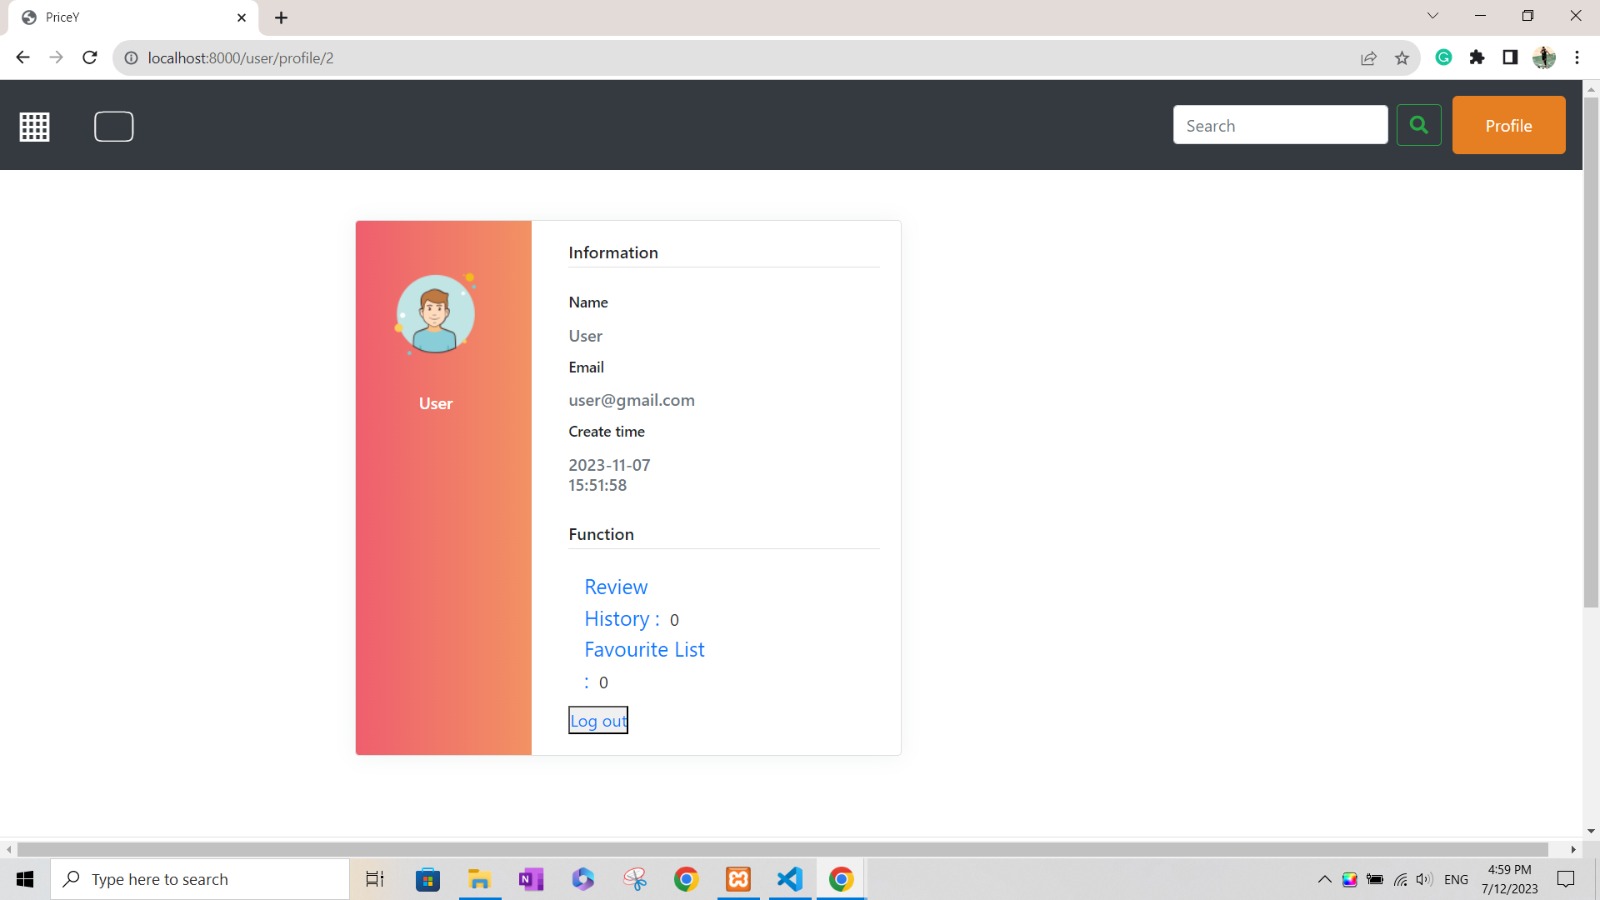 PriceY
localhost:8000/user/profile/2
Search
Profile
Information
Name
User
Email
User
user@gmail.com
Create time
2023-11-07
15:51:58
Function
Review
History : 0
Favourite List
: 0
Log out
Type here to search
ENG
4:59 PM
7/12/2023